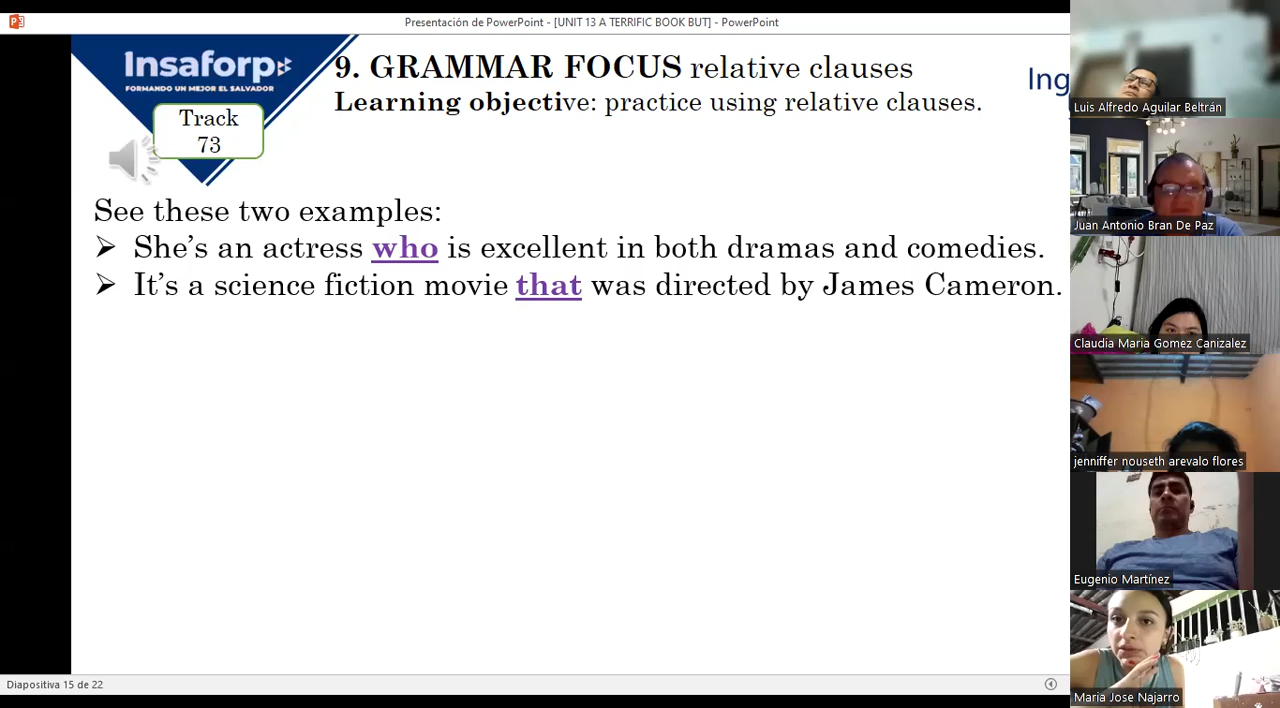 Presentación de PowerPoint - [UNIT 13 A TERRIFIC BOOK BUT] - PowerPoint
Insaforp
FORMANDO UN MEJOR EL SALVADOR
9. GRAMMAR FOCUS relative clauses
Learning objective: practice using relative clauses.
Ing
Track
73
See these two examples:
➢ She's an actress who is excellent in both dramas and comedies.
➢ It's a science fiction movie that was directed by James Cameron.
Diapositiva 15 de 22
Luis Alfredo Aguilar Beltrán
Juan Antonio Bran De Paz
Claudia Maria Gomez Canizalez
jenniffer nouseth arevalo flores
Eugenio Martínez
Maria Jose Najarro